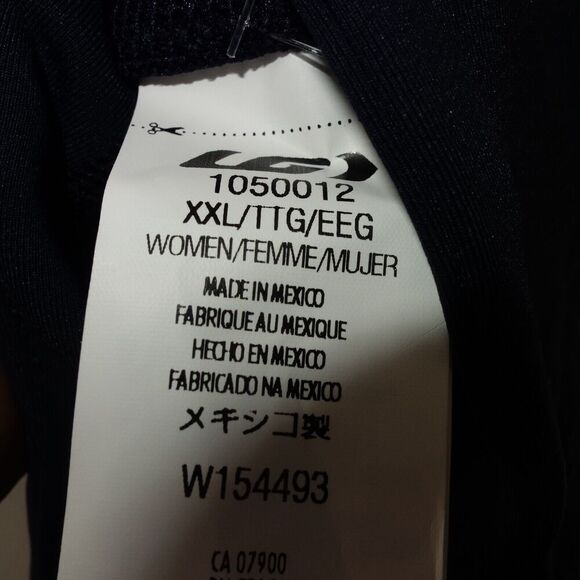 LG
1050012
XXL/TTG/EEG
WOMEN/FEMME/MUJER
MADE IN MEXICO
FABRIQUE AU MEXIQUE
HECHO EN MEXICO
FABRICADO NA MEXICO
メキシコ製
W154493
CA 07900